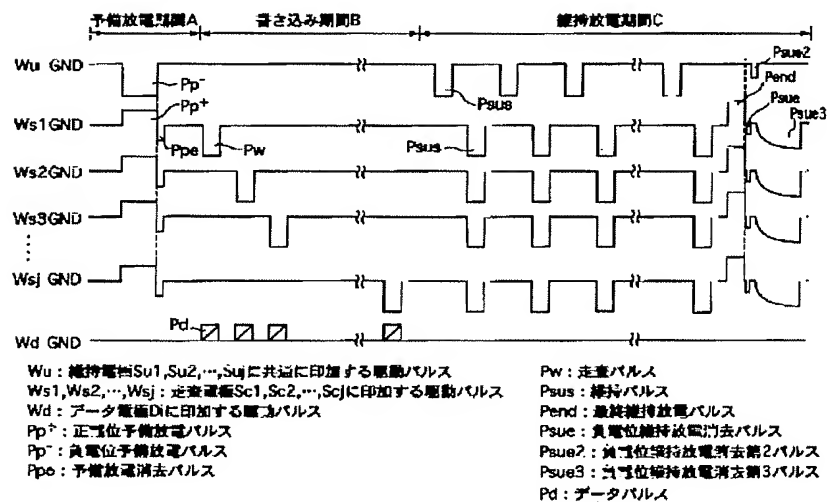 予備放電期間A
書き込み期間B
維持放電期間C
Wu GND
Pp⁻
Psus
Psue2
Pend
Pp⁺
Psue
Psue3
Ws1GND
Ppe
Pw
Psus
Ws2GND
Ws3GND
Wsj GND
Pd
Wd GND
Wu : 維持電極Su1,Su2,…,Sujに共通に印加する駆動パルス
Ws1,Ws2,…,Wsj : 走査電極Sc1,Sc2,…,Scjに印加する駆動パルス
Wd : データ電極Diに印加する駆動パルス
Pp⁺ : 正電位予備放電パルス
Pp⁻ : 負電位予備放電パルス
Ppe : 予備放電消去パルス
Pw : 走査パルス
Psus : 維持パルス
Pend : 最終維持放電パルス
Psue : 負電位維持放電消去パルス
Psue2 : 負電位維持放電消去第2パルス
Psue3 : 負電位維持放電消去第3パルス
Pd : データパルス